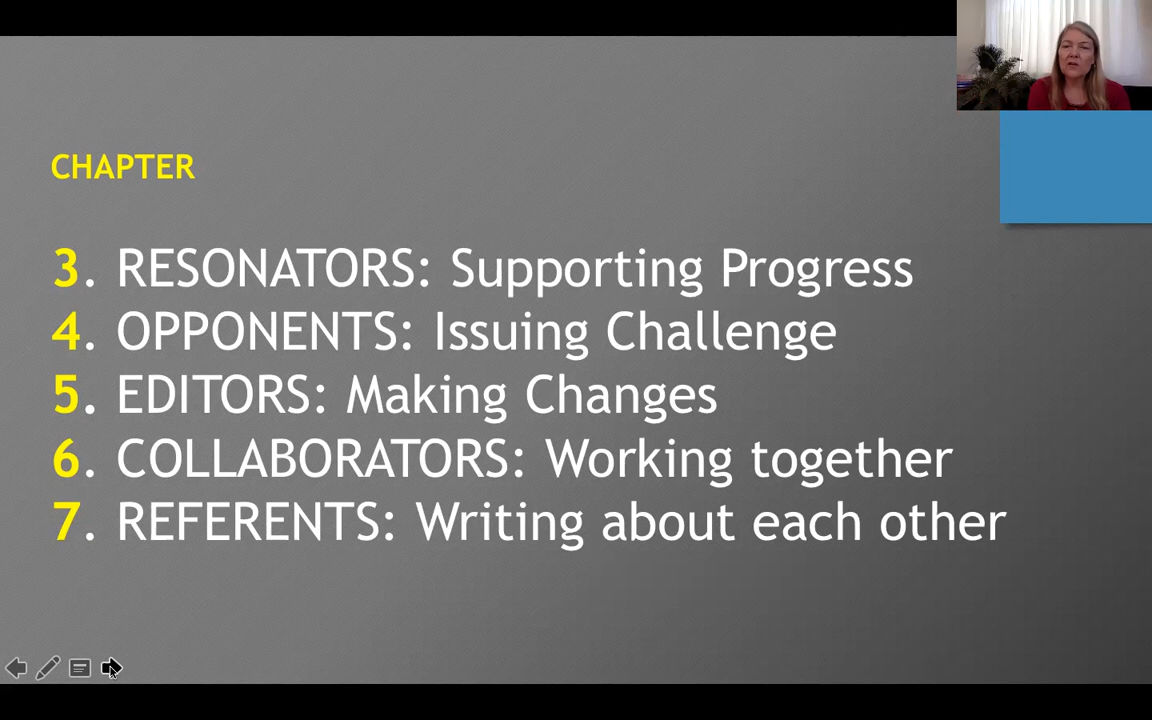 CHAPTER
3. RESONATORS: Supporting Progress
4. OPPONENTS: Issuing Challenge
5. EDITORS: Making Changes
6. COLLABORATORS: Working together
7. REFERENTS: Writing about each other